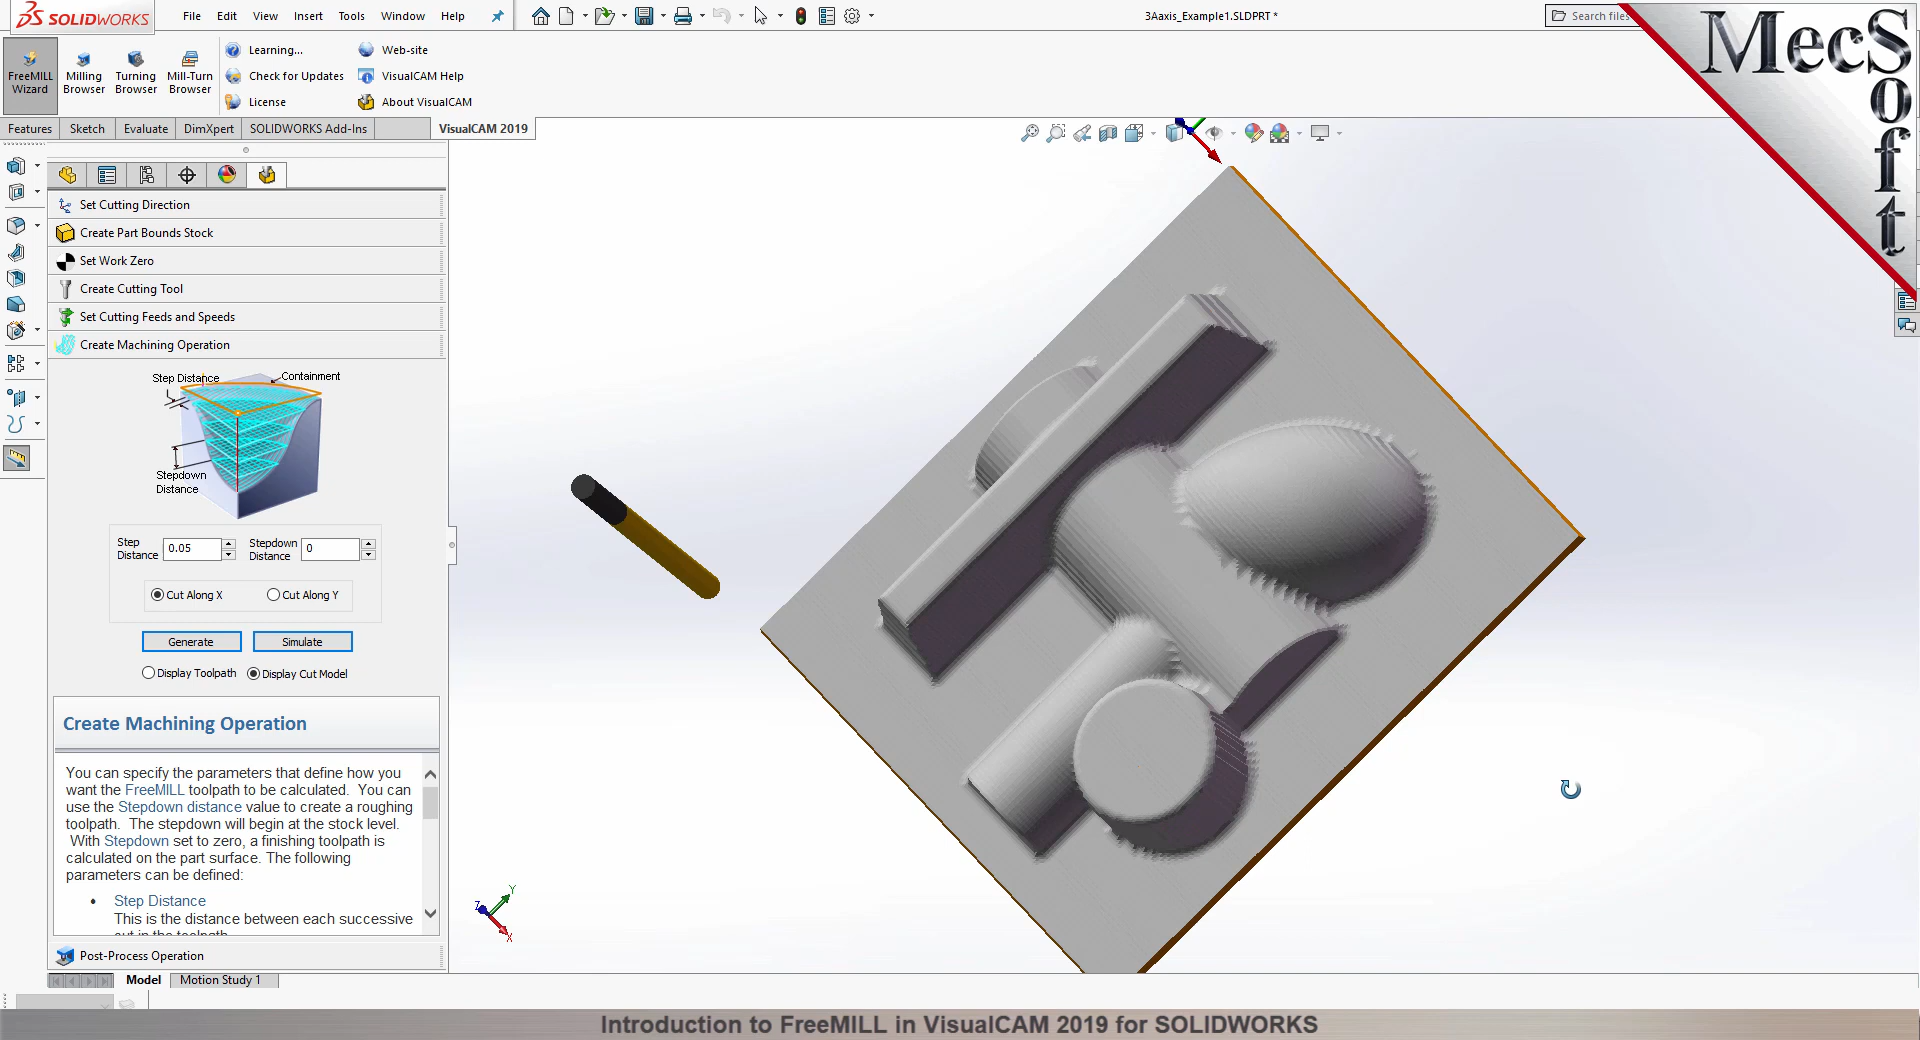 SOLIDWORKS
File Edit View Insert Tools Window Help
3Aaxis_Example1.SLDPRT *
Search files
MecSoft
FreeMILL Wizard
Milling Browser
Turning Browser
Mill-Turn Browser
Learning...
Check for Updates
License
Web-site
VisualCAM Help
About VisualCAM
Features Sketch Evaluate DimXpert SOLIDWORKS Add-Ins VisualCAM 2019
Set Cutting Direction
Create Part Bounds Stock
Set Work Zero
Create Cutting Tool
Set Cutting Feeds and Speeds
Create Machining Operation
Step Distance Containment
Stepdown
Distance
Step Distance 0.05 Stepdown Distance 0
Cut Along X Cut Along Y
Generate Simulate
Display Toolpath Display Cut Model
Create Machining Operation
You can specify the parameters that define how you
want the FreeMILL toolpath to be calculated. You can
use the Stepdown distance value to create a roughing
toolpath. The stepdown will begin at the stock level.
With Stepdown set to zero, a finishing toolpath is
calculated on the part surface. The following
parameters can be defined:
• Step Distance
This is the distance between each successive
cut in the toolpath.
Post-Process Operation
Z Y X
Model Motion Study 1
Introduction to FreeMILL in VisualCAM 2019 for SOLIDWORKS